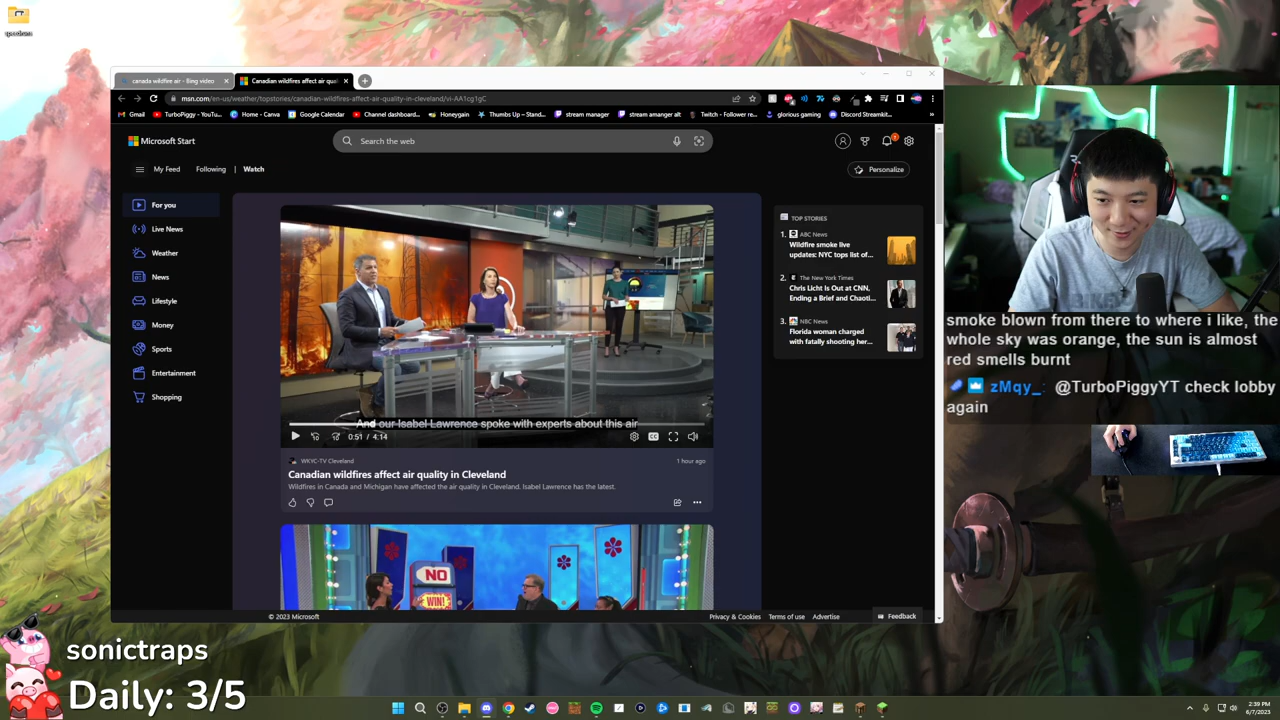 canada wildfire air - Bing video
Canadian wildfires affect air qual
msn.com/en-us/weather/topstories/canadian-wildfires-affect-air-quality-in-cleveland/vi-AA1cg1gC
Gmail
TurboPiggy - YouTu...
Home - Canva
Google Calendar
Channel dashboard...
Honeygain
Thumbs Up – Stand...
stream manager
stream amanger alt
Twitch - Follower re...
glorious gaming
Discord Streamkit...
Microsoft Start
Search the web
My Feed
Following
Watch
Personalize
For you
Live News
Weather
News
Lifestyle
Money
Sports
Entertainment
Shopping
And our Isabel Lawrence spoke with experts about this air
0:51 / 4:14
WKYC-TV Cleveland
1 hour ago
Canadian wildfires affect air quality in Cleveland
Wildfires in Canada and Michigan have affected the air quality in Cleveland. Isabel Lawrence has the latest.
NO
WIN!
TOP STORIES
1. ABC News
Wildfire smoke live
updates: NYC tops list of...
2. The New York Times
Chris Licht Is Out at CNN,
Ending a Brief and Chaoti...
3. NBC News
Florida woman charged
with fatally shooting her...
© 2023 Microsoft
Privacy & Cookies
Terms of use
Advertise
Feedback
smoke blown from there to where i like, the
whole sky was orange, the sun is almost
red smells burnt
zMqy_: @TurboPiggyYT check lobby
again
sonictraps
Daily: 3/5
2:39 PM
6/7/2023